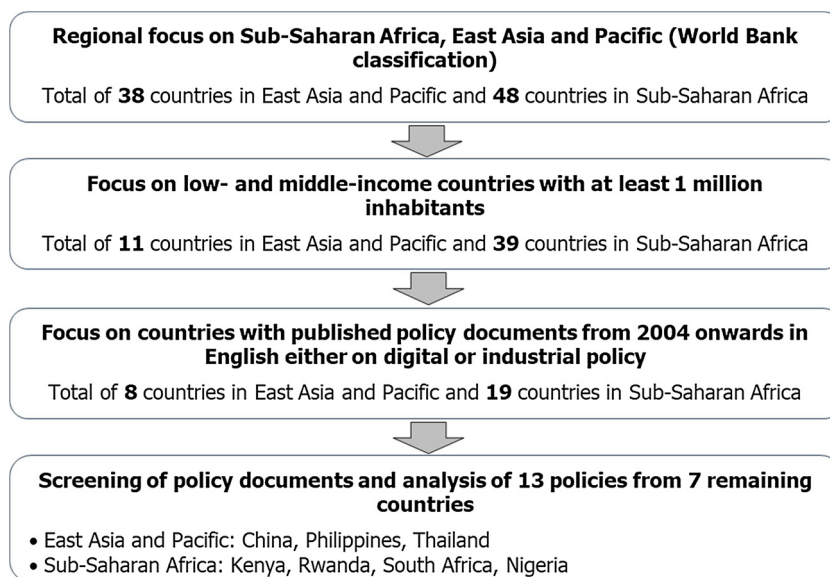 Regional focus on Sub-Saharan Africa, East Asia and Pacific (World Bank
classification)
Total of 38 countries in East Asia and Pacific and 48 countries in Sub-Saharan Africa
Focus on low- and middle-income countries with at least 1 million
inhabitants
Total of 11 countries in East Asia and Pacific and 39 countries in Sub-Saharan Africa
Focus on countries with published policy documents from 2004 onwards in
English either on digital or industrial policy
Total of 8 countries in East Asia and Pacific and 19 countries in Sub-Saharan Africa
Screening of policy documents and analysis of 13 policies from 7 remaining
countries
• East Asia and Pacific: China, Philippines, Thailand
• Sub-Saharan Africa: Kenya, Rwanda, South Africa, Nigeria